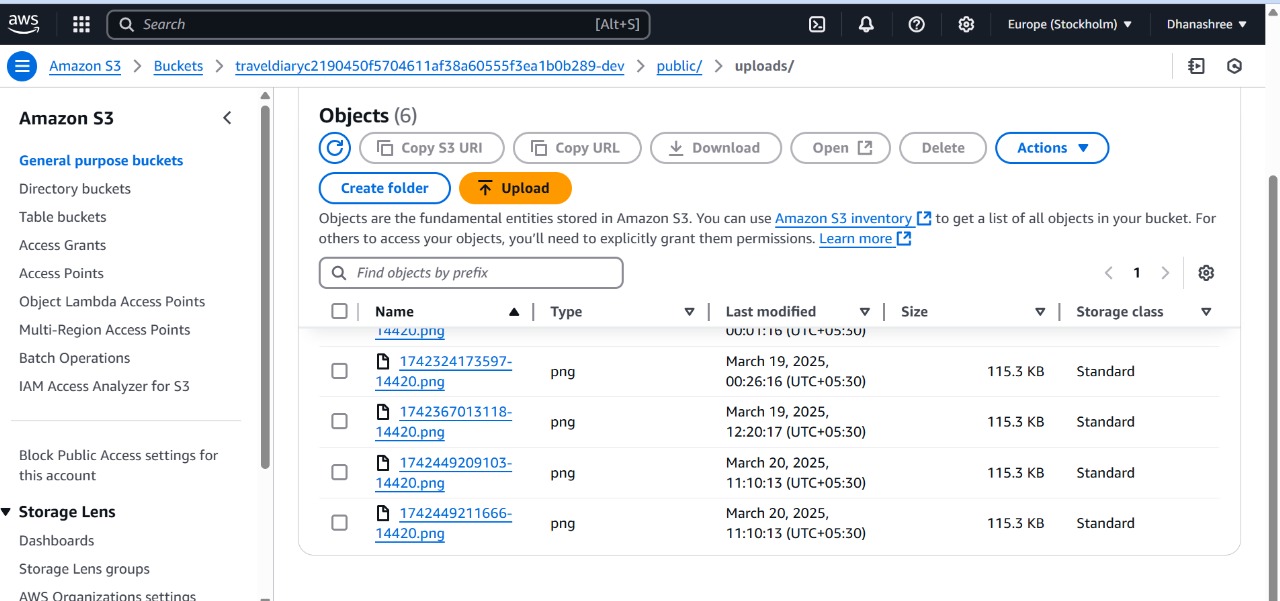 aws
Search [Alt+S]
Europe (Stockholm) Dhanashree
Amazon S3 Buckets traveldiaryc2190450f5704611af38a60555f3ea1b0b289-dev public/ uploads/
Amazon S3
General purpose buckets
Directory buckets
Table buckets
Access Grants
Access Points
Object Lambda Access Points
Multi-Region Access Points
Batch Operations
IAM Access Analyzer for S3
Block Public Access settings for
this account
Storage Lens
Dashboards
Storage Lens groups
AWS Organizations settings
Objects (6)
Copy S3 URI Copy URL Download Open Delete Actions
Create folder Upload
Objects are the fundamental entities stored in Amazon S3. You can use Amazon S3 inventory to get a list of all objects in your bucket. For
others to access your objects, you'll need to explicitly grant them permissions. Learn more
Find objects by prefix
1
Name Type Last modified Size Storage class
14420.png 00:01:16 (UTC+05:30)
1742324173597-
14420.png
png
March 19, 2025,
00:26:16 (UTC+05:30)
115.3 KB
Standard
1742367013118-
14420.png
png
March 19, 2025,
12:20:17 (UTC+05:30)
115.3 KB
Standard
1742449209103-
14420.png
png
March 20, 2025,
11:10:13 (UTC+05:30)
115.3 KB
Standard
1742449211666-
14420.png
png
March 20, 2025,
11:10:13 (UTC+05:30)
115.3 KB
Standard